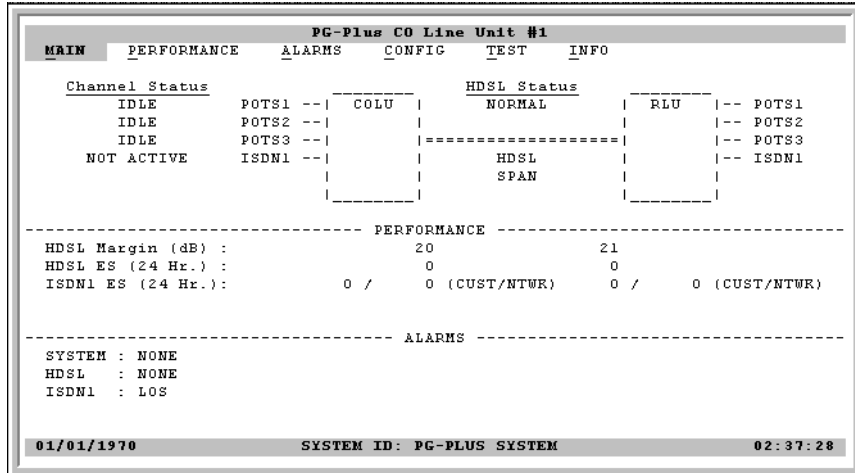 PG-Plus CO Line Unit #1
MAIN PERFORMANCE ALARMS CONFIG TEST INFO
Channel Status HDSL Status
IDLE POTS1 --| COLU | NORMAL | RLU |-- POTS1
IDLE POTS2 --| | | |-- POTS2
IDLE POTS3 --| |====================| |-- POTS3
NOT ACTIVE ISDN1 --| | HDSL | |-- ISDN1
| | SPAN | |
|________| |________|
--------------------------------- PERFORMANCE ----------------------------------
HDSL Margin (dB) : 20 21
HDSL ES (24 Hr.) : 0 0
ISDN1 ES (24 Hr.): 0 / 0 (CUST/NTWR) 0 / 0 (CUST/NTWR)
------------------------------------ ALARMS ------------------------------------
SYSTEM : NONE
HDSL : NONE
ISDN1 : LOS
01/01/1970 SYSTEM ID: PG-PLUS SYSTEM 02:37:28